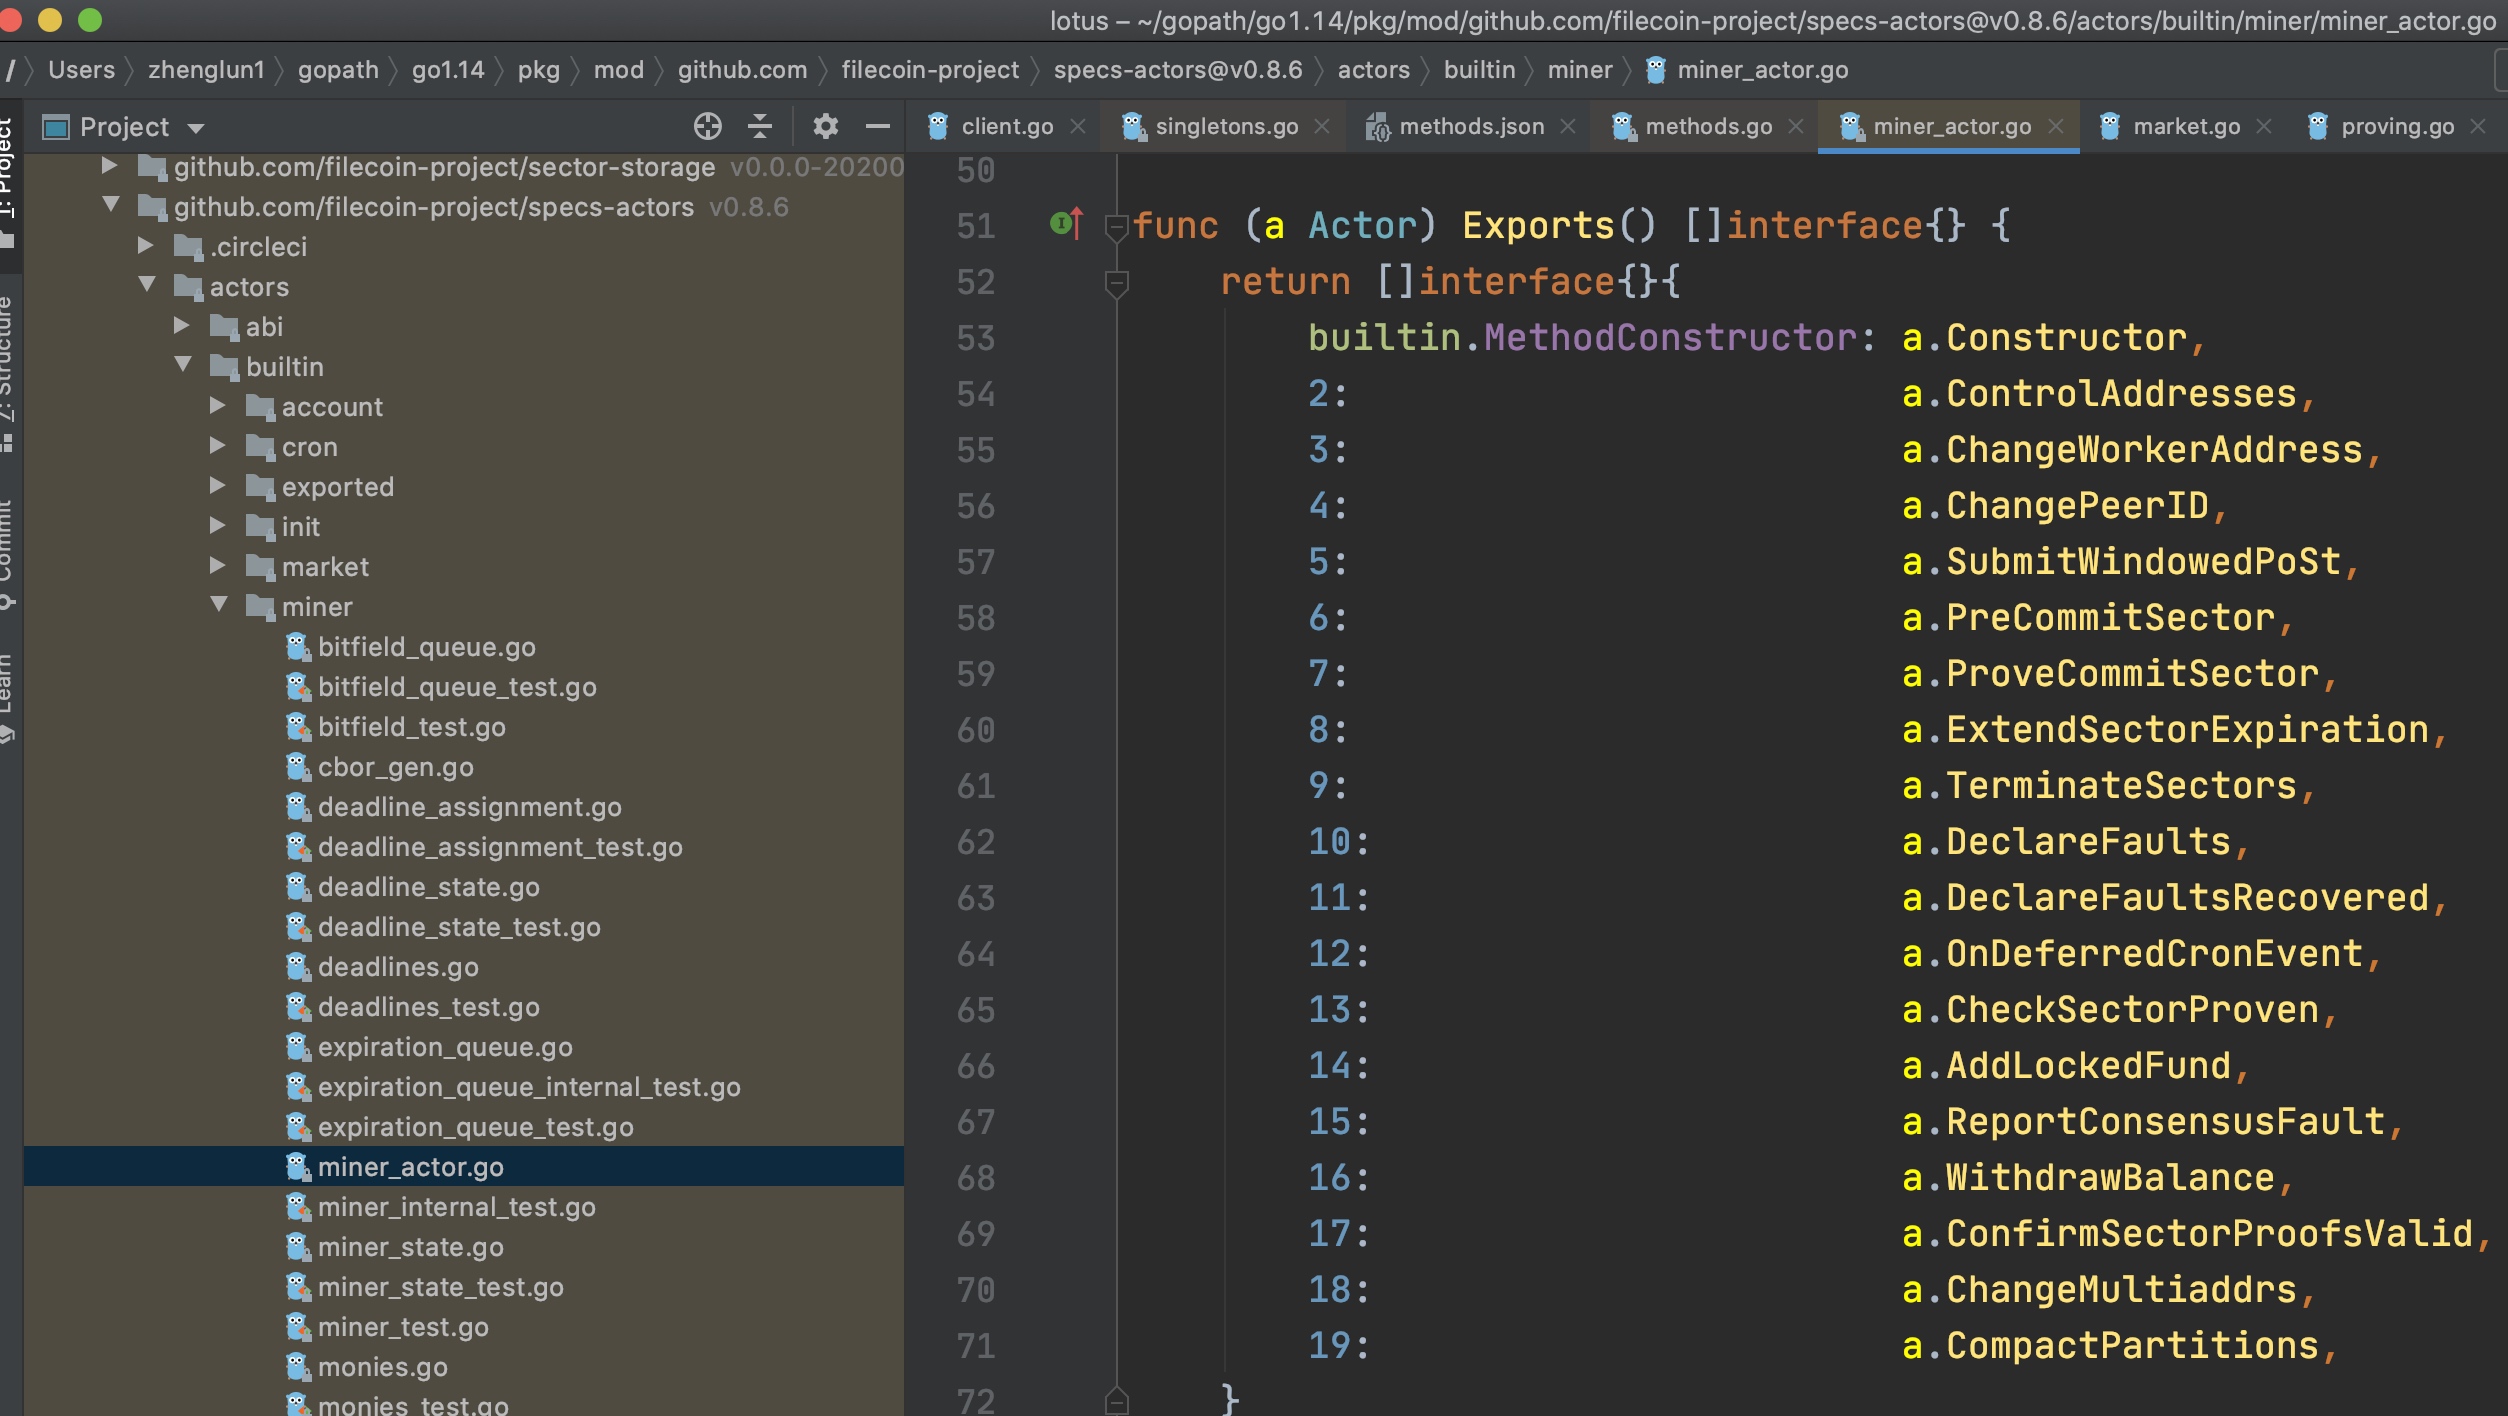 lotus – ~/gopath/go1.14/pkg/mod/github.com/filecoin-project/specs-actors@v0.8.6/actors/builtin/miner/miner_actor.go
/ Users zhenglun1 gopath go1.14 pkg mod github.com filecoin-project specs-actors@v0.8.6 actors builtin miner miner_actor.go
Project
client.go singletons.go methods.json methods.go miner_actor.go market.go proving.go
1: Project
Z: Structure
Commit
Learn
github.com/filecoin-project/sector-storage v0.0.0-20200
github.com/filecoin-project/specs-actors v0.8.6
.circleci
actors
abi
builtin
account
cron
exported
init
market
miner
bitfield_queue.go
bitfield_queue_test.go
bitfield_test.go
cbor_gen.go
deadline_assignment.go
deadline_assignment_test.go
deadline_state.go
deadline_state_test.go
deadlines.go
deadlines_test.go
expiration_queue.go
expiration_queue_internal_test.go
expiration_queue_test.go
miner_actor.go
miner_internal_test.go
miner_state.go
miner_state_test.go
miner_test.go
monies.go
monies_test.go
50
51 func (a Actor) Exports() []interface{} {
52 return []interface{}{
53 builtin.MethodConstructor: a.Constructor,
54 2: a.ControlAddresses,
55 3: a.ChangeWorkerAddress,
56 4: a.ChangePeerID,
57 5: a.SubmitWindowedPoSt,
58 6: a.PreCommitSector,
59 7: a.ProveCommitSector,
60 8: a.ExtendSectorExpiration,
61 9: a.TerminateSectors,
62 10: a.DeclareFaults,
63 11: a.DeclareFaultsRecovered,
64 12: a.OnDeferredCronEvent,
65 13: a.CheckSectorProven,
66 14: a.AddLockedFund,
67 15: a.ReportConsensusFault,
68 16: a.WithdrawBalance,
69 17: a.ConfirmSectorProofsValid,
70 18: a.ChangeMultiaddrs,
71 19: a.CompactPartitions,
72 }